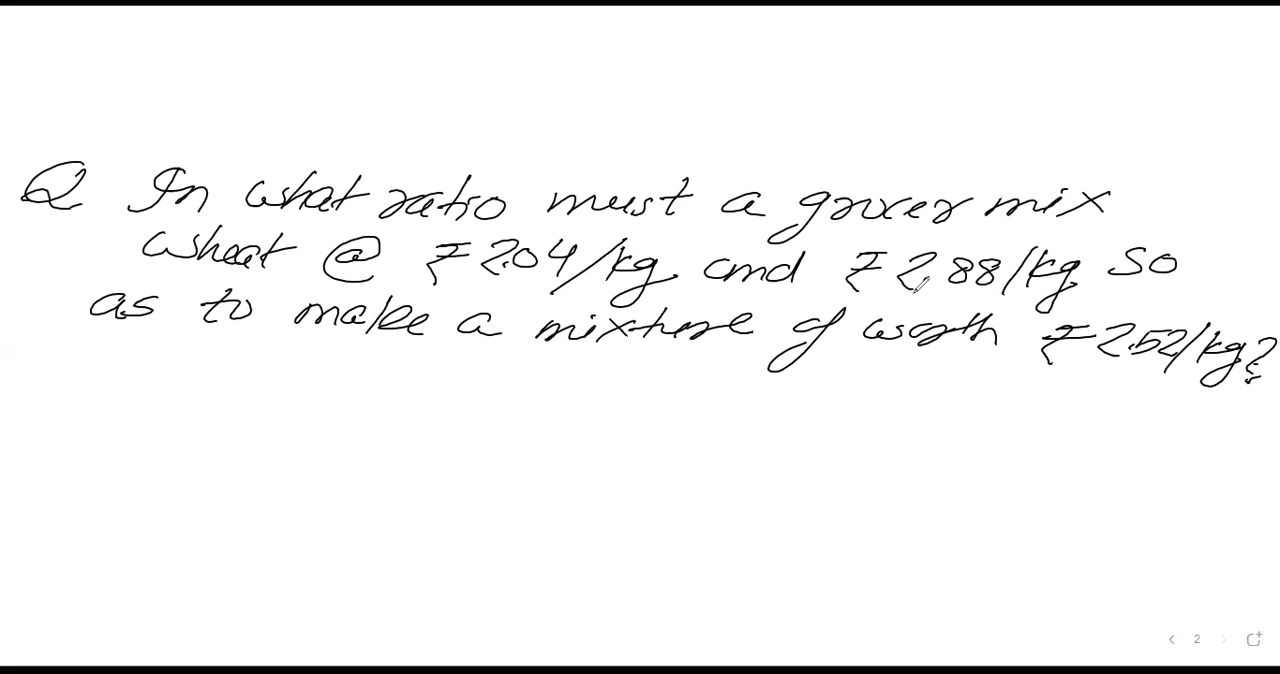 Q In what ratio must a grocer mix
wheat @ ₹ 2.04/kg and ₹ 2.88/kg so
as to make a mixture of worth ₹ 2.52/kg?
2